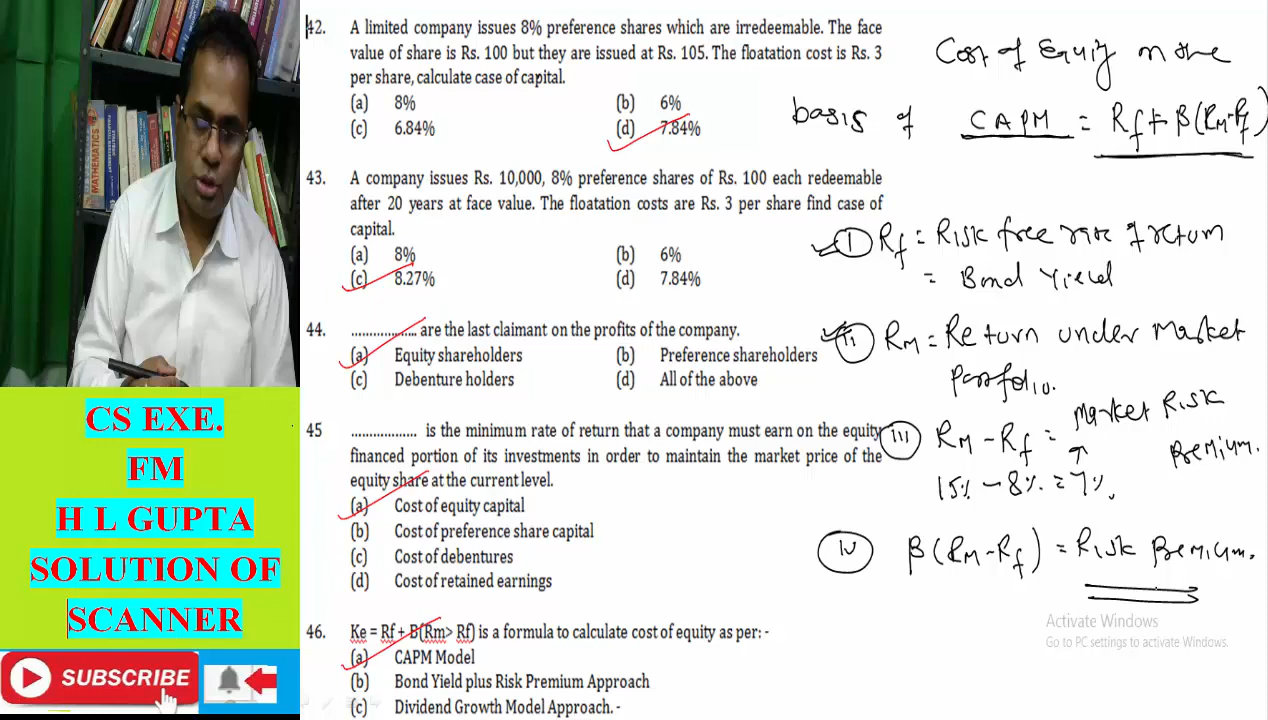 42. A limited company issues 8% preference shares which are irredeemable. The face
value of share is Rs. 100 but they are issued at Rs. 105. The floatation cost is Rs. 3
per share, calculate case of capital.
(a) 8% (b) 6%
(c) 6.84% (d) 7.84%
43. A company issues Rs. 10,000, 8% preference shares of Rs. 100 each redeemable
after 20 years at face value. The floatation costs are Rs. 3 per share find case of
capital.
(a) 8% (b) 6%
(c) 8.27% (d) 7.84%
44. .................. are the last claimant on the profits of the company.
(a) Equity shareholders (b) Preference shareholders
(c) Debenture holders (d) All of the above
45 .................. is the minimum rate of return that a company must earn on the equity
financed portion of its investments in order to maintain the market price of the
equity share at the current level.
(a) Cost of equity capital
(b) Cost of preference share capital
(c) Cost of debentures
(d) Cost of retained earnings
46. Ke = Rf + B(Rm> Rf) is a formula to calculate cost of equity as per: -
(a) CAPM Model
(b) Bond Yield plus Risk Premium Approach
(c) Dividend Growth Model Approach. -
Cost of Equity on the
basis of CAPM = Rf + β(RM-Rf)
I Rf = Risk free rate of return
= Bond Yield
II RM = Return under Market
Portfolio.
III RM - Rf = Market Risk
Premium.
15% - 8% = 7%.
IV β(RM-Rf) = Risk Premium.
Activate Windows
Go to PC settings to activate Windows.
CS EXE.
FM
H L GUPTA
SOLUTION OF
SCANNER
SUBSCRIBE
MATHEMATICS